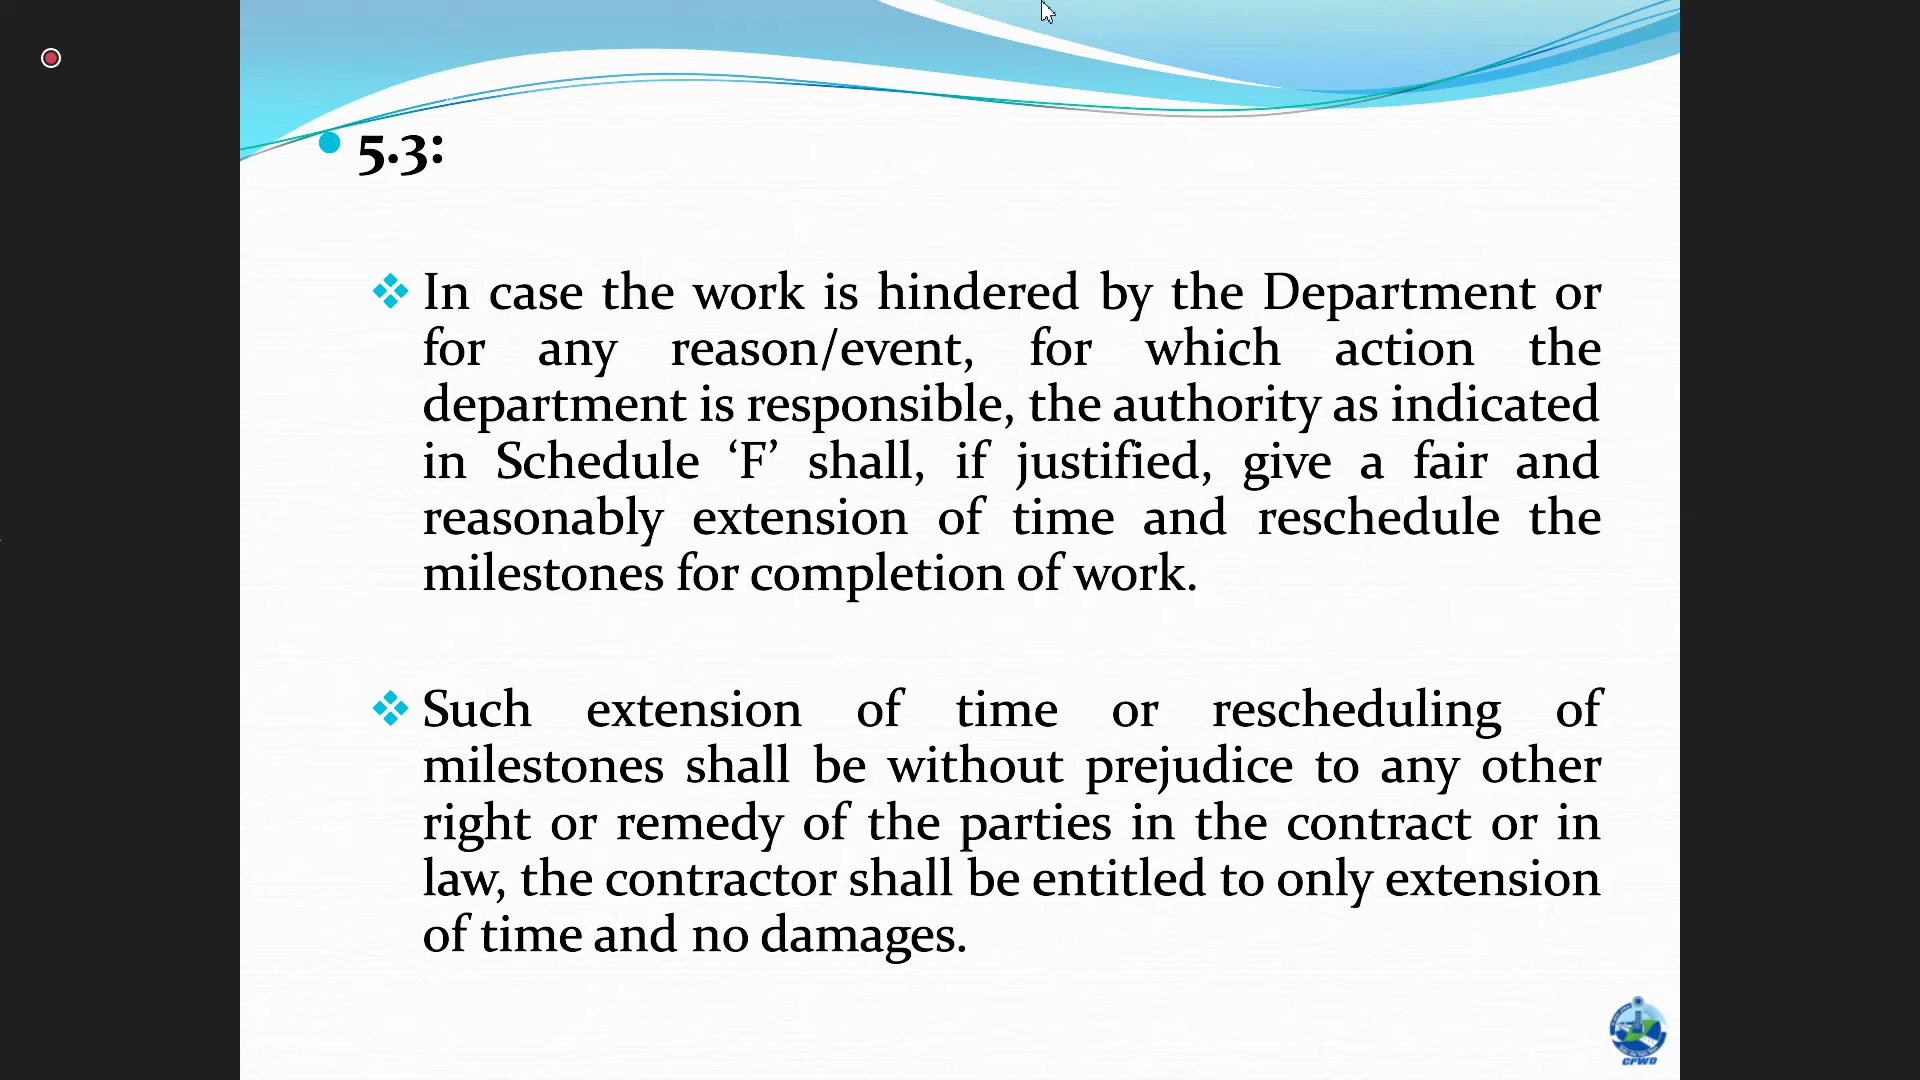 5.3:
In case the work is hindered by the Department or
for any reason/event, for which action the
department is responsible, the authority as indicated
in Schedule ‘F’ shall, if justified, give a fair and
reasonably extension of time and reschedule the
milestones for completion of work.
Such extension of time or rescheduling of
milestones shall be without prejudice to any other
right or remedy of the parties in the contract or in
law, the contractor shall be entitled to only extension
of time and no damages.
CPWD